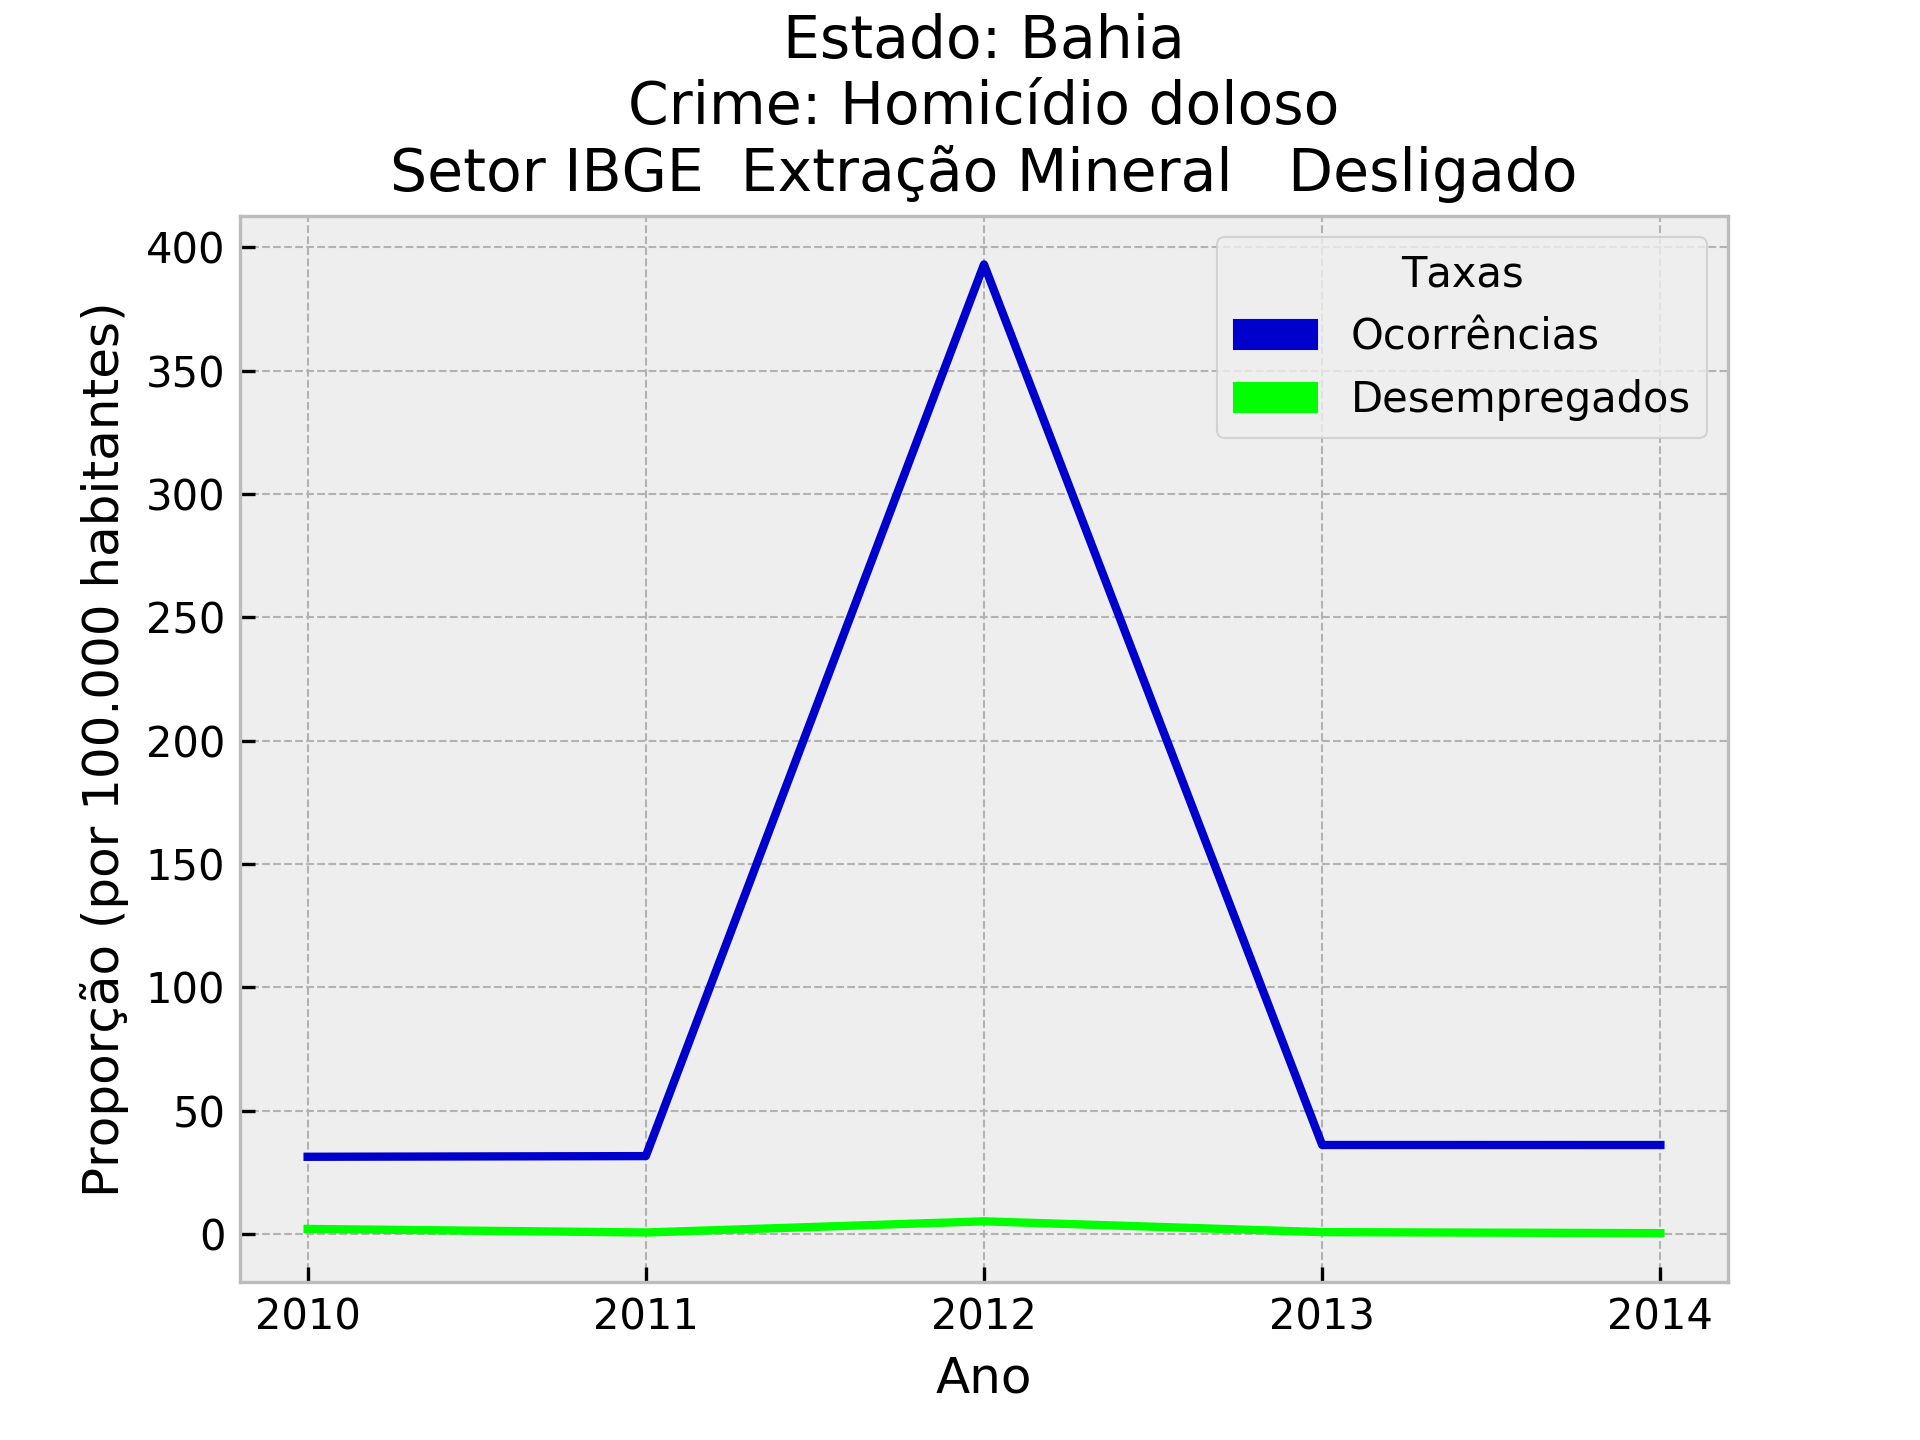 Estado: Bahia
Crime: Homicídio doloso
Setor IBGE  Extração Mineral   Desligado
Taxas
Ocorrências
Desempregados
Proporção (por 100.000 habitantes)
400
350
300
250
200
150
100
50
0
2010 2011 2012 2013 2014
Ano